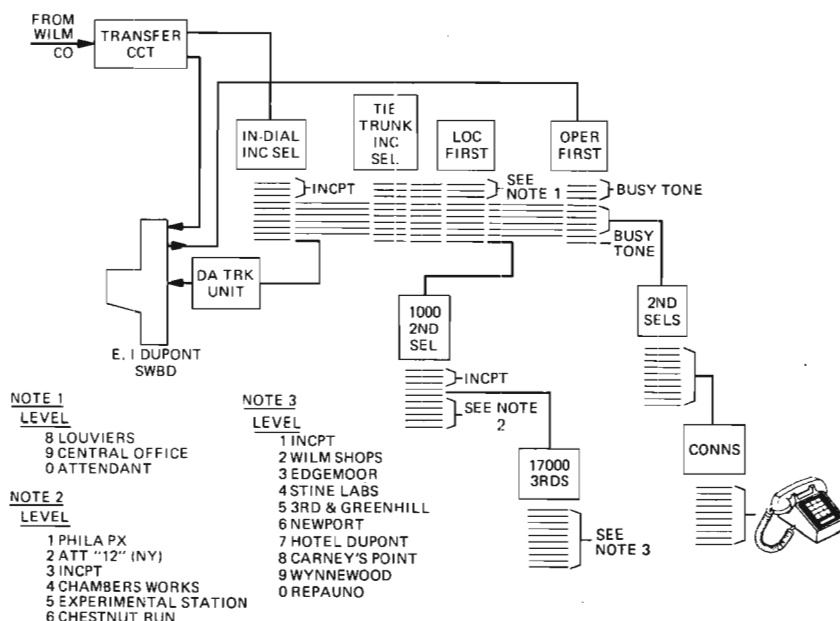 FROM
WILM
CO
TRANSFER
CCT
IN-DIAL
INC SEL
TIE
TRUNK
INC
SEL.
LOC
FIRST
OPER
FIRST
INCPT
SEE
NOTE 1
BUSY TONE
BUSY
TONE
DA TRK
UNIT
E. I DUPONT
SWBD
1000
2ND
SEL
2ND
SELS
INCPT
SEE NOTE
2
17000
3RDS
CONNS
SEE
NOTE 3
NOTE 1
LEVEL
8 LOUVIERS
9 CENTRAL OFFICE
0 ATTENDANT
NOTE 2
LEVEL
1 PHILA PX
2 ATT "12" (NY)
3 INCPT
4 CHAMBERS WORKS
5 EXPERIMENTAL STATION
6 CHESTNUT RUN
NOTE 3
LEVEL
1 INCPT
2 WILM SHOPS
3 EDGEMOOR
4 STINE LABS
5 3RD & GREENHILL
6 NEWPORT
7 HOTEL DUPONT
8 CARNEY'S POINT
9 WYNNEWOOD
0 REPAUNO